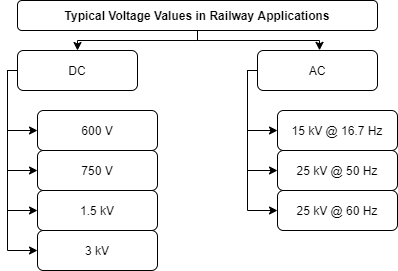 Typical Voltage Values in Railway Applications
DC
600 V
750 V
1.5 kV
3 kV
AC
15 kV @ 16.7 Hz
25 kV @ 50 Hz
25 kV @ 60 Hz